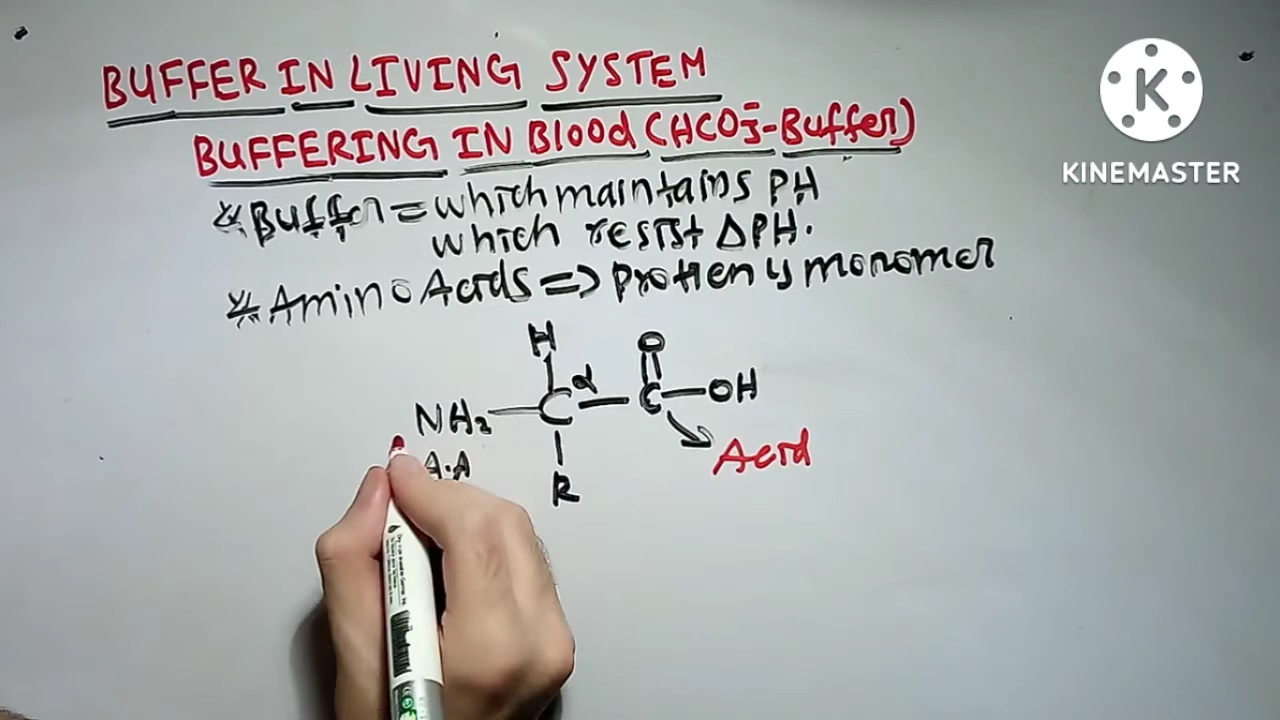 BUFFER IN LIVING SYSTEM
BUFFERING IN Blood (HCO₃⁻-Buffer)
*Buffer = which maintains PH
which resist ΔPH.
*Amino Acids => protien y monomer
H
O
α
NH₂ — C — C — OH
A.A
R
Acid
K
KINEMASTER